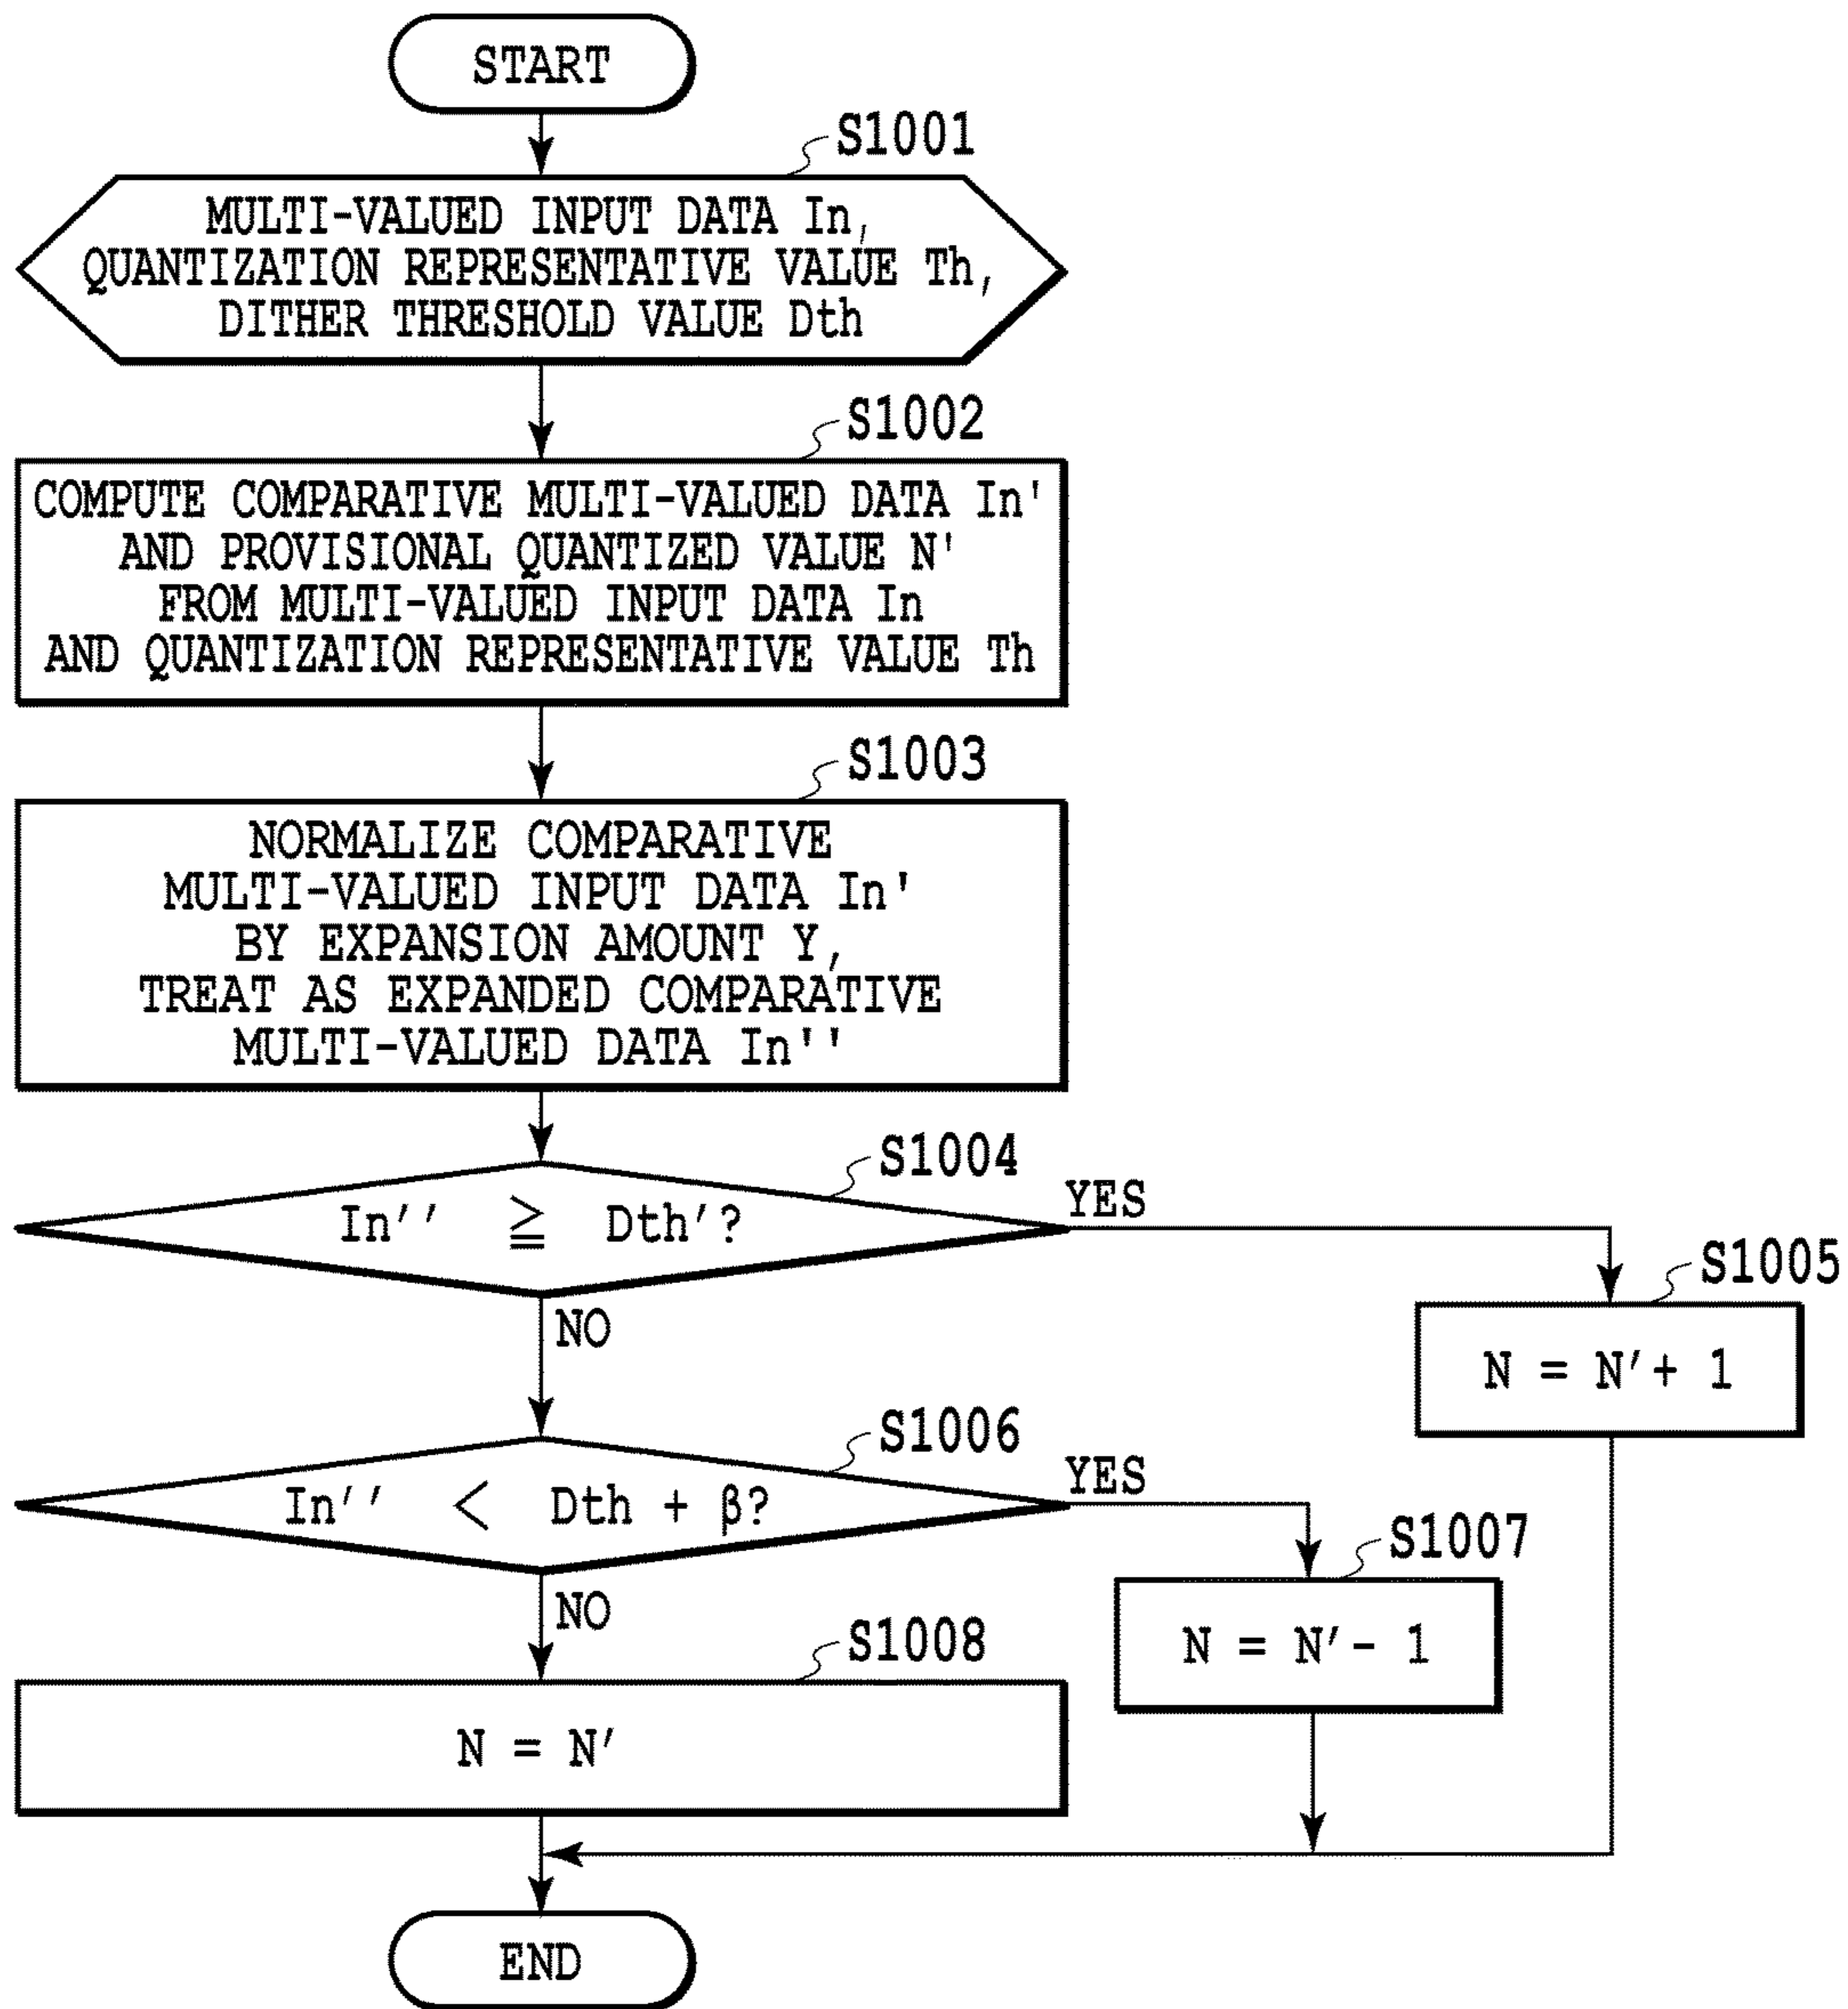 START
S1001
MULTI-VALUED INPUT DATA In,
QUANTIZATION REPRESENTATIVE VALUE Th,
DITHER THRESHOLD VALUE Dth
S1002
COMPUTE COMPARATIVE MULTI-VALUED DATA In'
AND PROVISIONAL QUANTIZED VALUE N'
FROM MULTI-VALUED INPUT DATA In
AND QUANTIZATION REPRESENTATIVE VALUE Th
S1003
NORMALIZE COMPARATIVE
MULTI-VALUED INPUT DATA In'
BY EXPANSION AMOUNT Y,
TREAT AS EXPANDED COMPARATIVE
MULTI-VALUED DATA In''
S1004
In'' ≧ Dth'?
YES
NO
S1005
N = N'+ 1
S1006
In'' < Dth + β?
YES
NO
S1007
N = N'- 1
S1008
N = N'
END